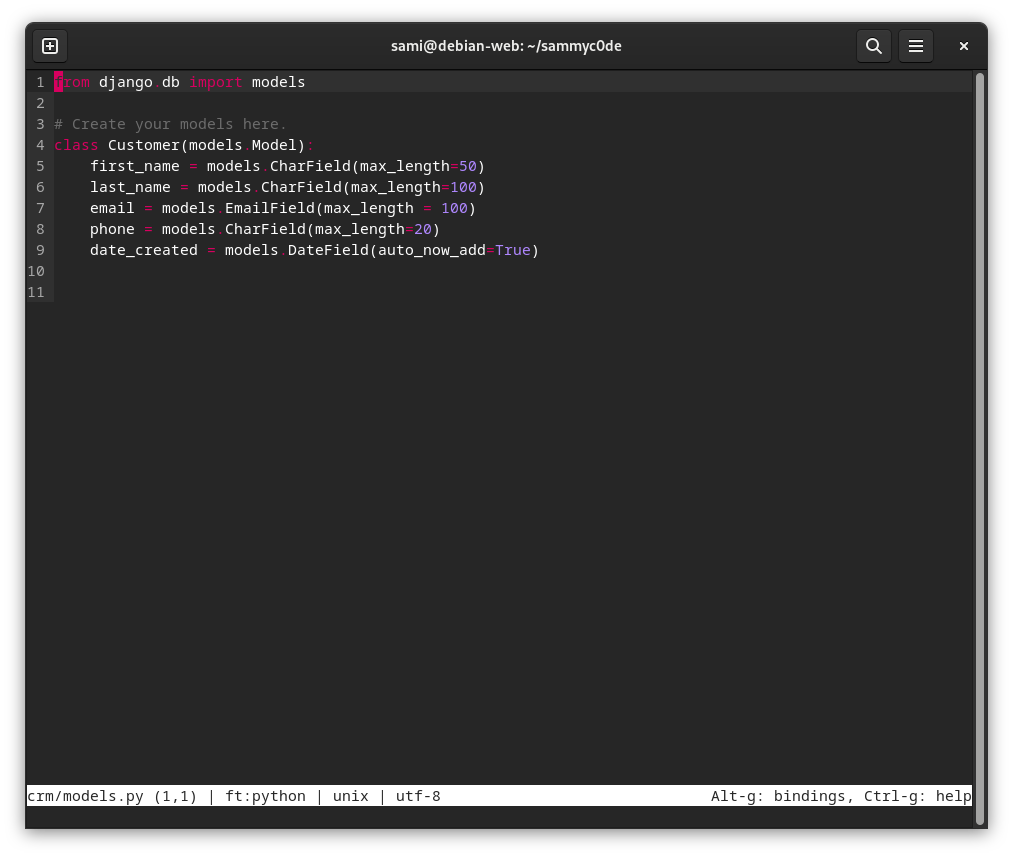 sami@debian-web: ~/sammyc0de
1 from django.db import models
2
3 # Create your models here.
4 class Customer(models.Model):
5     first_name = models.CharField(max_length=50)
6     last_name = models.CharField(max_length=100)
7     email = models.EmailField(max_length = 100)
8     phone = models.CharField(max_length=20)
9     date_created = models.DateField(auto_now_add=True)
10
11
crm/models.py (1,1) | ft:python | unix | utf-8 Alt-g: bindings, Ctrl-g: help